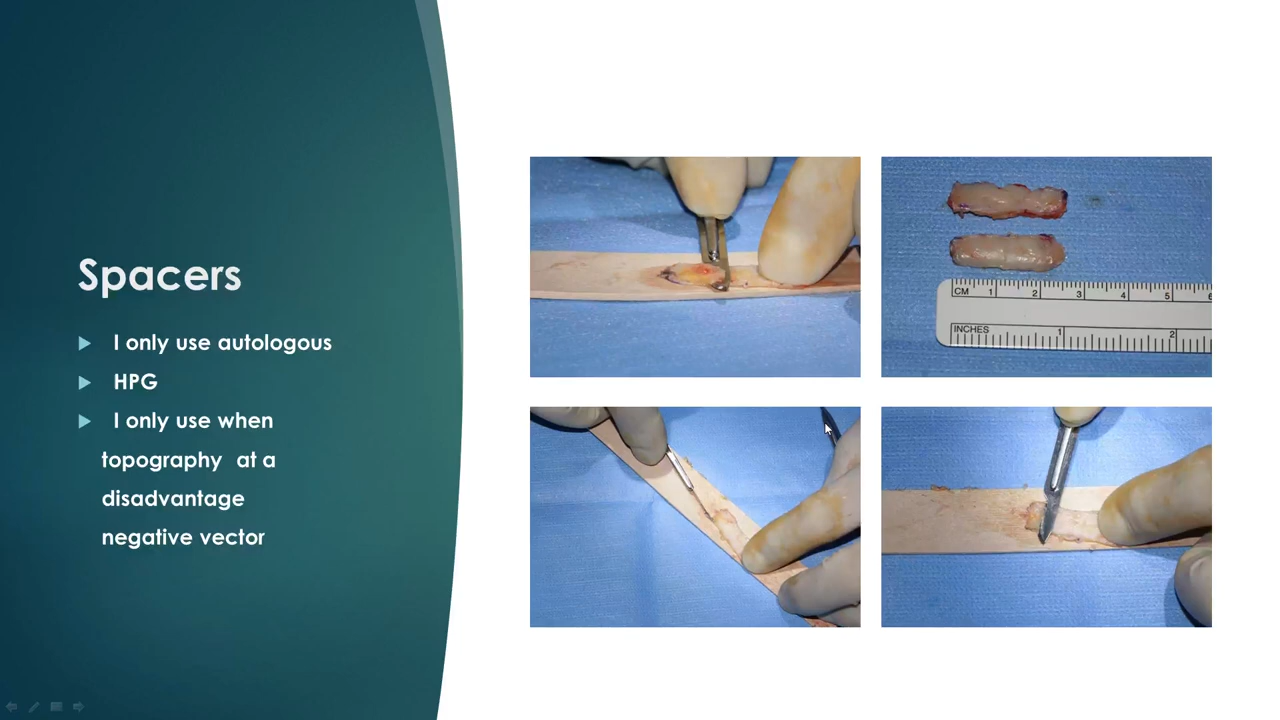 Spacers
I only use autologous
HPG
I only use when
topography at a
disadvantage
negative vector
CM 1 2 3 4 5 6
INCHES 1 2